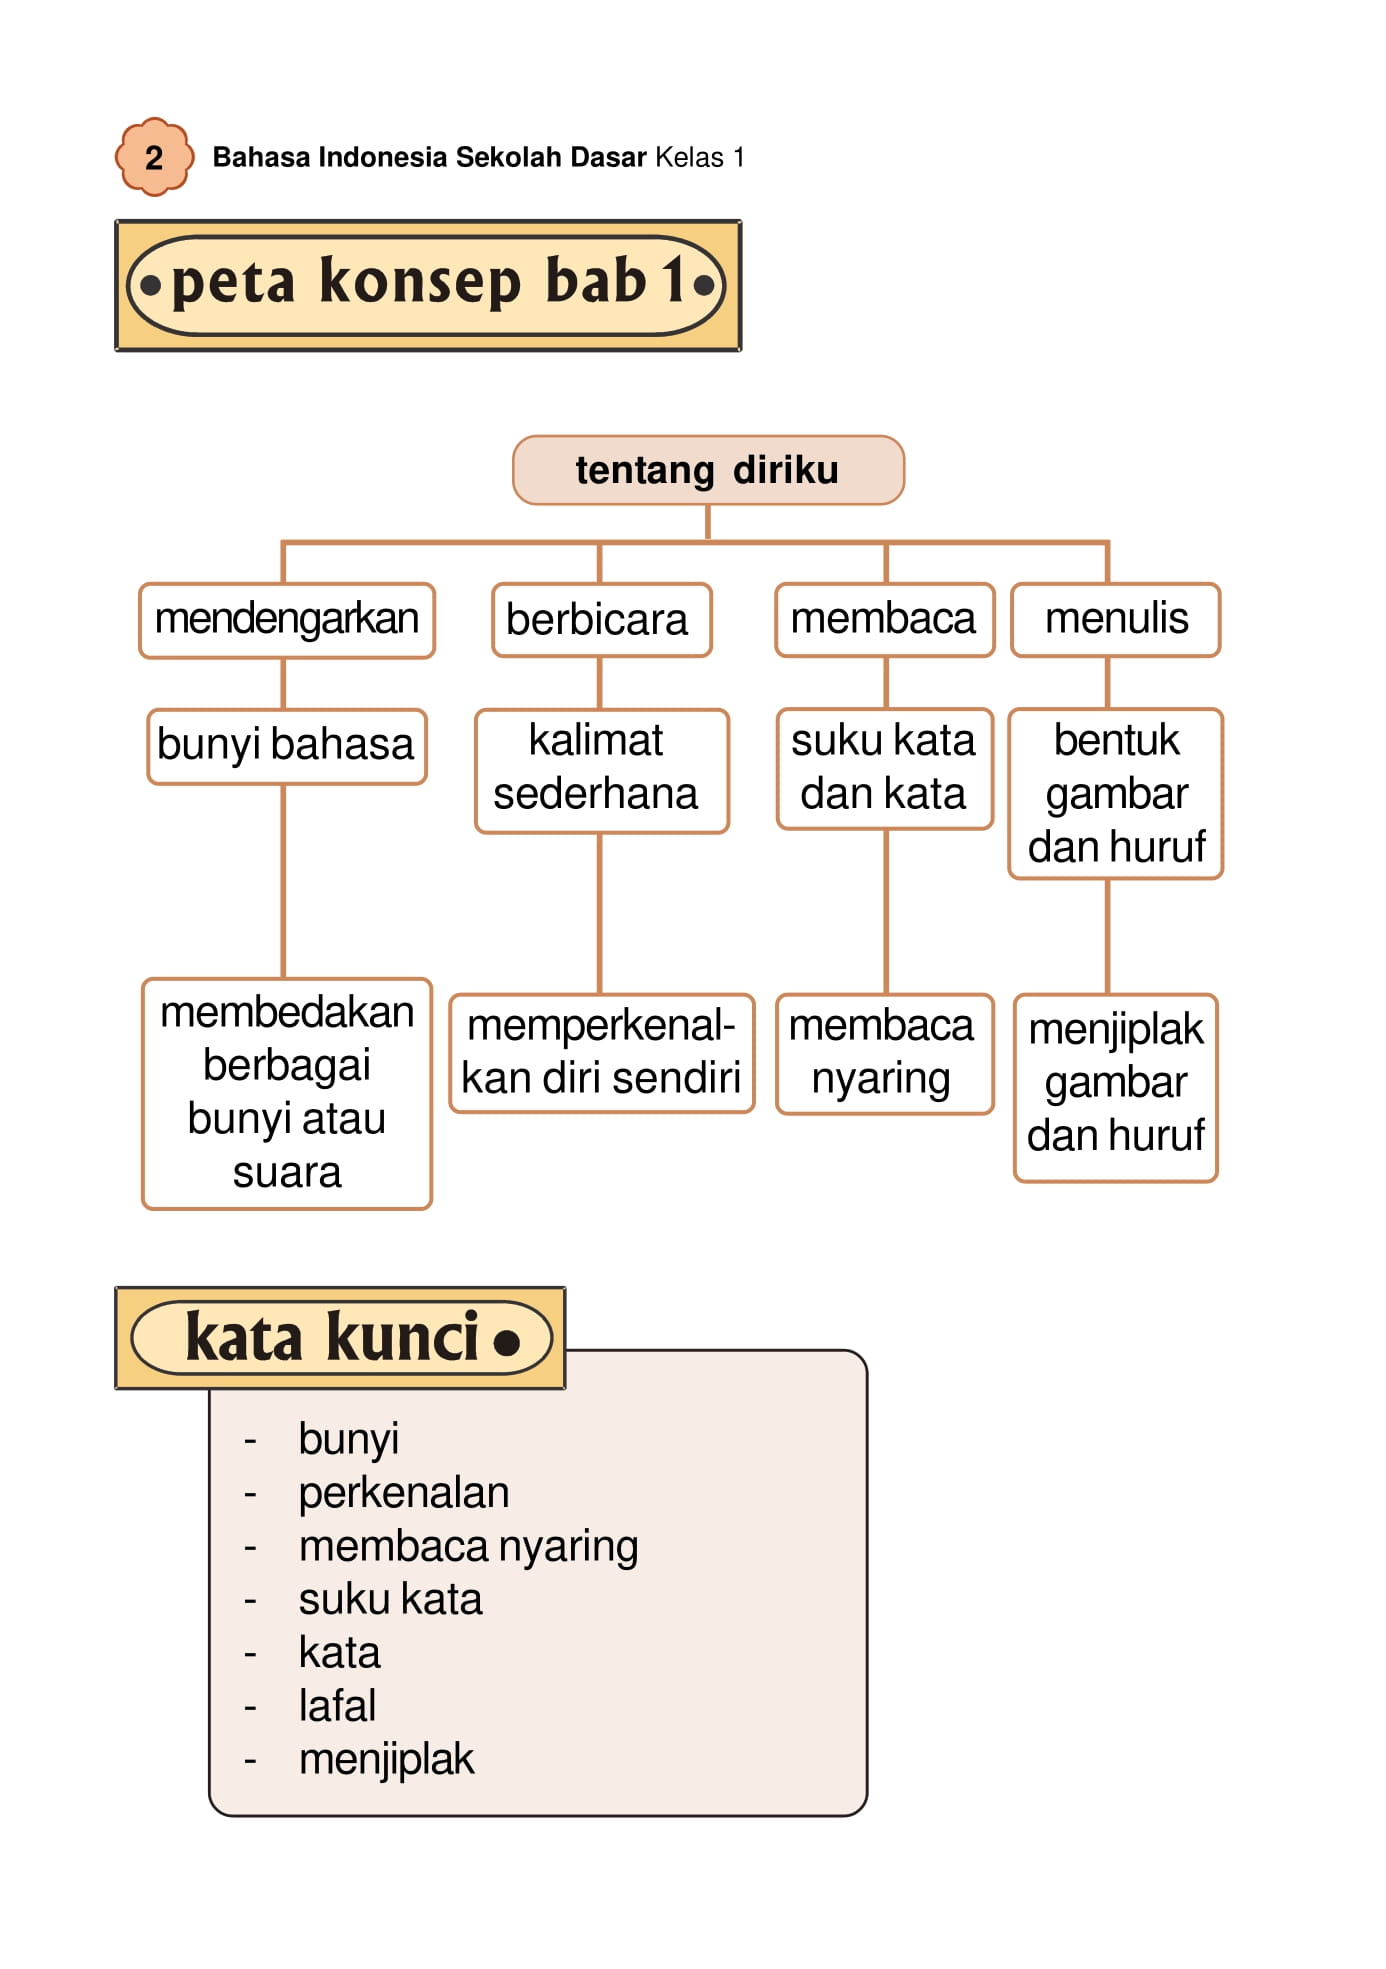 2
Bahasa Indonesia Sekolah Dasar Kelas 1
peta konsep bab 1
tentang diriku
mendengarkan
berbicara
membaca
menulis
bunyi bahasa
kalimat
sederhana
suku kata
dan kata
bentuk
gambar
dan huruf
membedakan
berbagai
bunyi atau
suara
memperkenal-
kan diri sendiri
membaca
nyaring
menjiplak
gambar
dan huruf
kata kunci
- bunyi
- perkenalan
- membaca nyaring
- suku kata
- kata
- lafal
- menjiplak